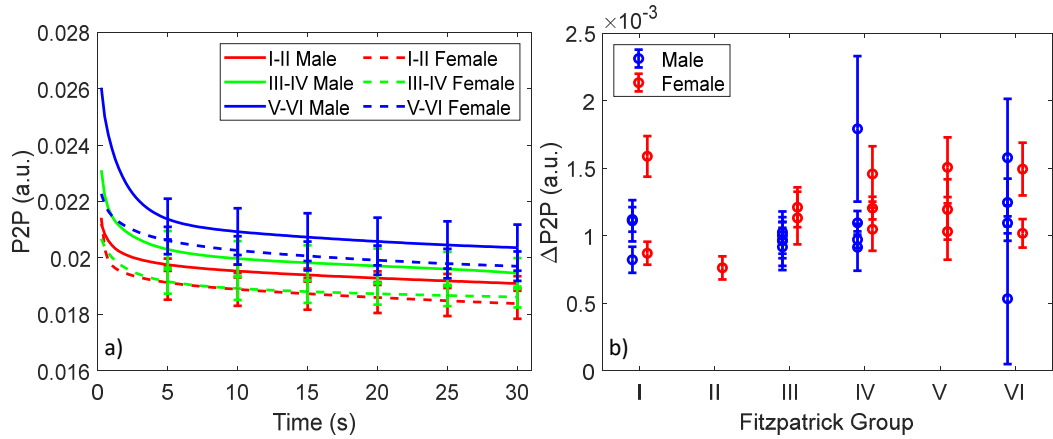 0.028
0.026
0.024
0.022
0.02
0.018
0.016
P2P (a.u.)
I-II Male
I-II Female
III-IV Male
III-IV Female
V-VI Male
V-VI Female
a)
0 5 10 15 20 25 30
Time (s)
×10⁻³
2.5
2
1.5
1
0.5
0
ΔP2P (a.u.)
Male
Female
b)
I II III IV V VI
Fitzpatrick Group